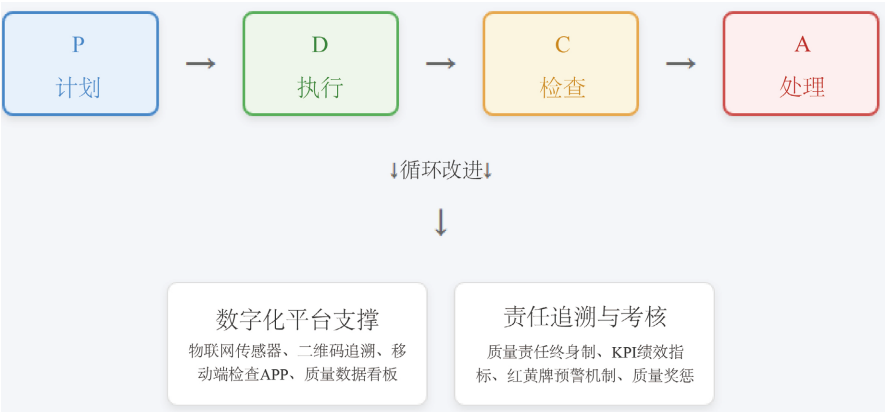 P
计划
→
D
执行
→
C
检查
→
A
处理
↓循环改进↓
↓
数字化平台支撑
物联网传感器、二维码追溯、移
动端检查APP、质量数据看板
责任追溯与考核
质量责任终身制、KPI绩效指
标、红黄牌预警机制、质量奖惩